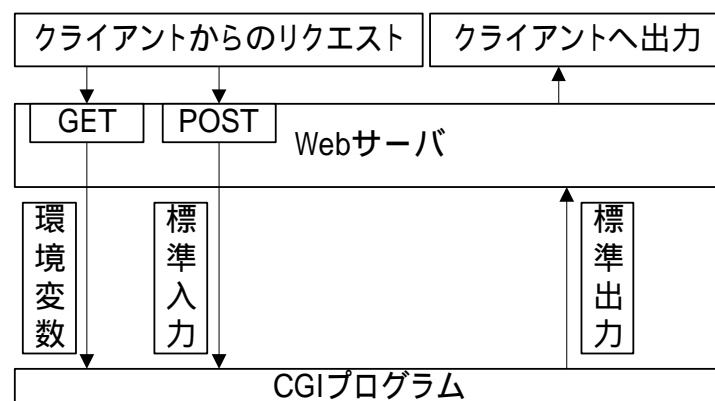 クライアントからのリクエスト
クライアントへ出力
GET
POST
Webサーバ
環境変数
標準入力
標準出力
CGIプログラム